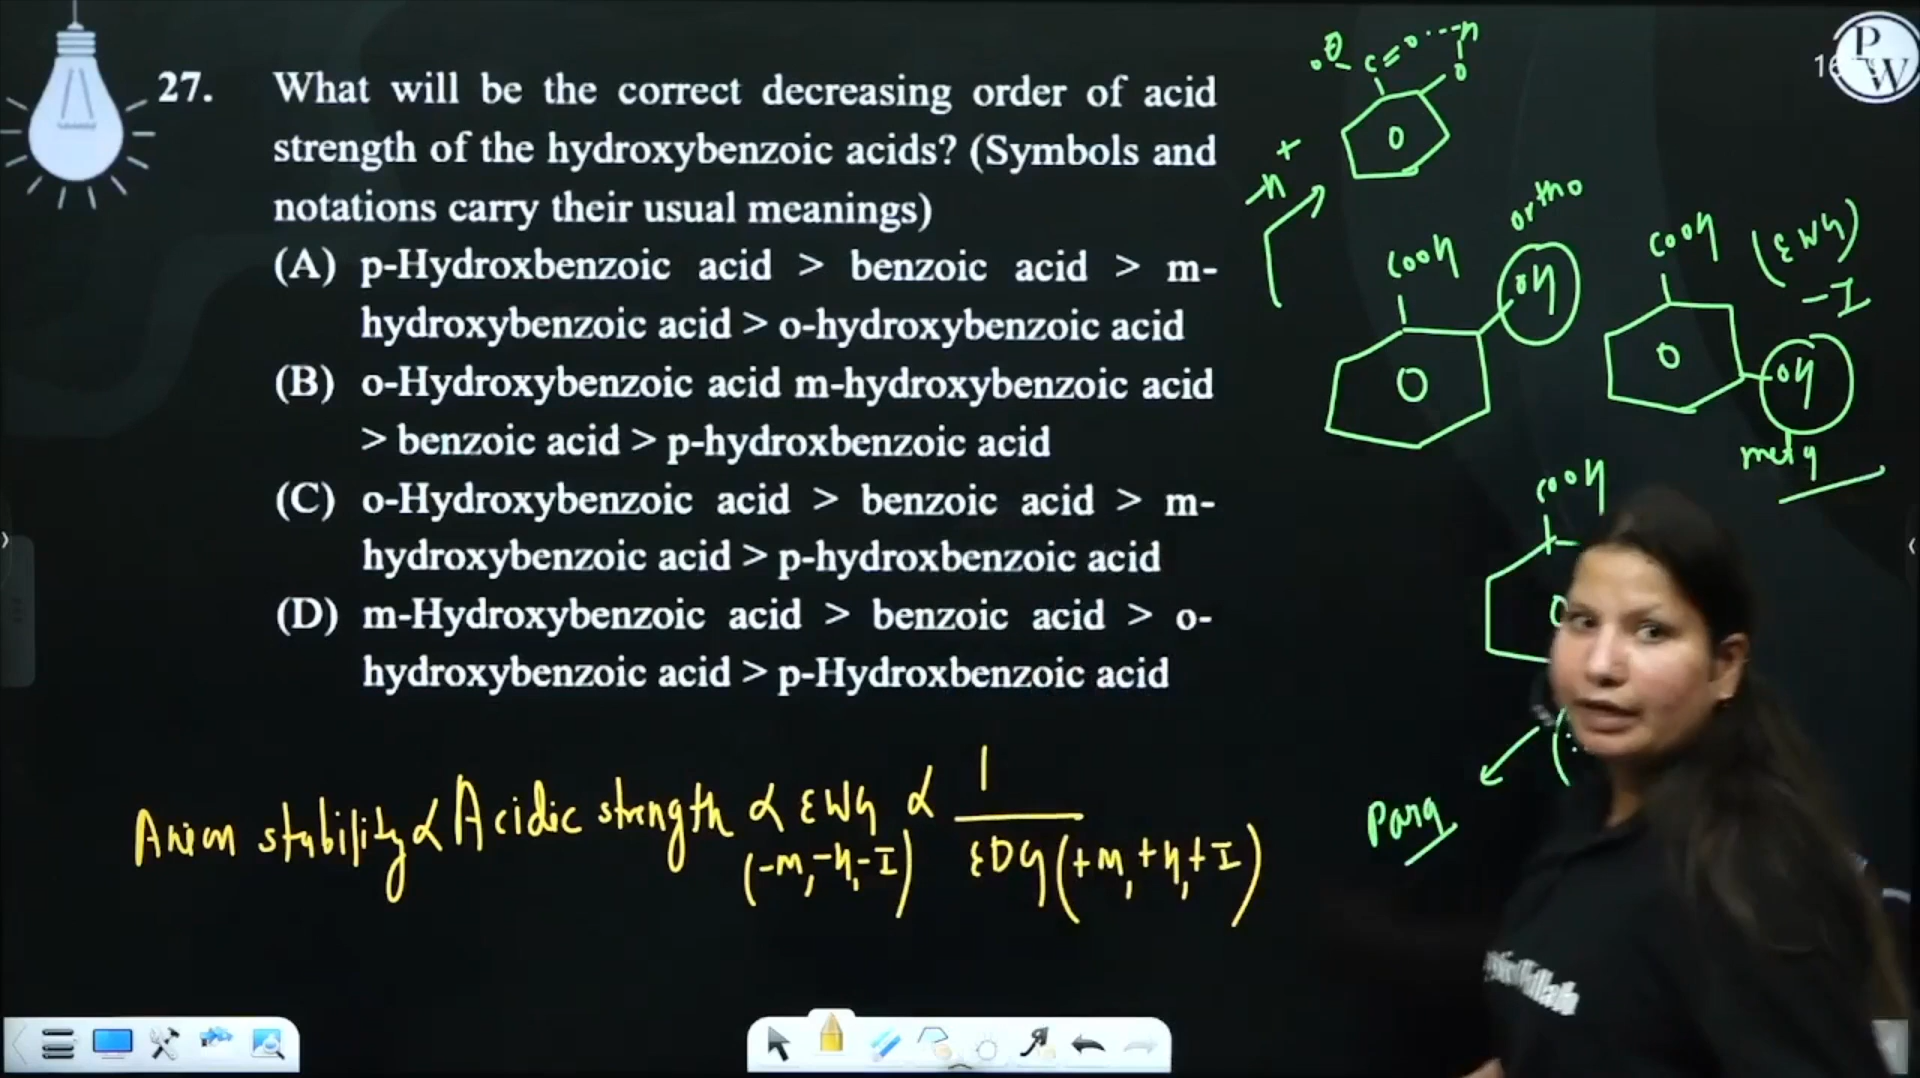 27. What will be the correct decreasing order of acid
strength of the hydroxybenzoic acids? (Symbols and
notations carry their usual meanings)
(A) p-Hydroxbenzoic acid > benzoic acid > m-
hydroxybenzoic acid > o-hydroxybenzoic acid
(B) o-Hydroxybenzoic acid m-hydroxybenzoic acid
> benzoic acid > p-hydroxbenzoic acid
(C) o-Hydroxybenzoic acid > benzoic acid > m-
hydroxybenzoic acid > p-hydroxbenzoic acid
(D) m-Hydroxybenzoic acid > benzoic acid > o-
hydroxybenzoic acid > p-Hydroxbenzoic acid
Anion stability ∝ Acidic strength ∝ EWG ∝ 1
(-M, -H, -I) EDG (+M, +H, +I)
-H+
ortho
COOH
OH
COOH
(EWG)
-I
OH
meta
COOH
Para
PW